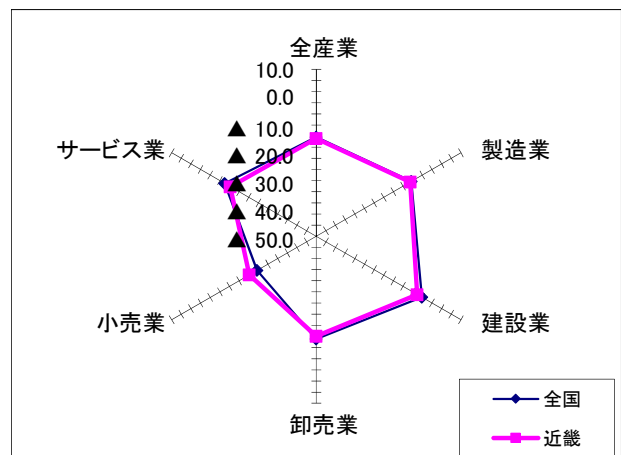 全産業
10.0
0.0
▲ 10.0
▲ 20.0
▲ 30.0
▲ 40.0
▲ 50.0
サービス業
製造業
小売業
建設業
卸売業
全国
近畿